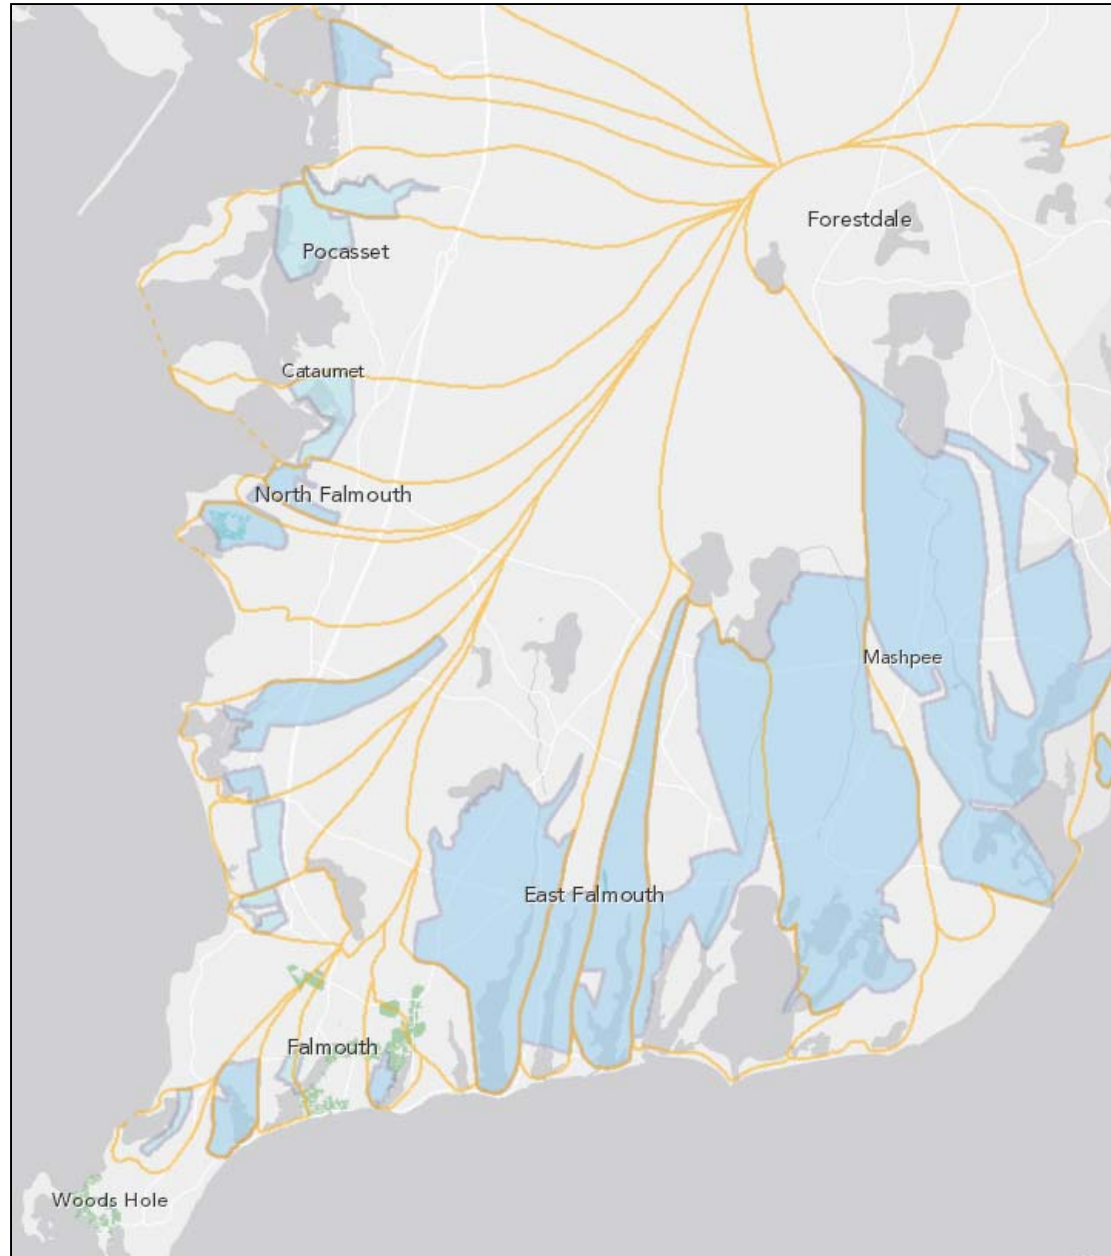 Forestdale
Pocasset
Cataumet
North Falmouth
Mashpee
East Falmouth
Falmouth
Woods Hole